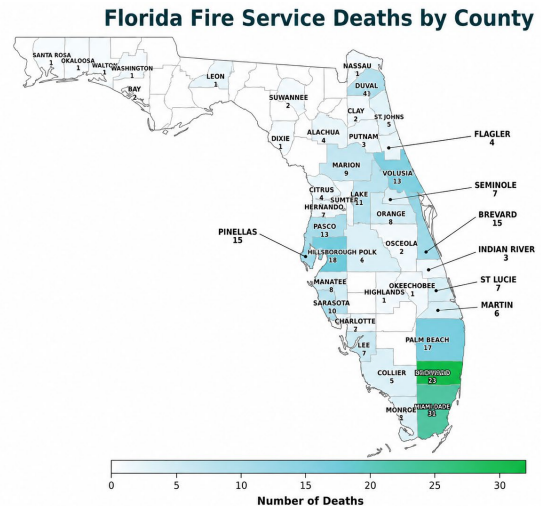 Florida Fire Service Deaths by County
SANTA ROSA
1
OKALOOSA
1
WALTON
1
WASHINGTON
1
BAY
2
LEON
1
NASSAU
1
DUVAL
SUWANNEE
2
CLAY
2
ST. JOHNS
5
DIXIE
1
ALACHUA
4
PUTNAM
3
FLAGLER
4
MARION
9
VOLUSIA
13
CITRUS
4
SUMTER
LAKE
11
SEMINOLE
7
HERNANDO
7
ORANGE
8
BREVARD
15
PASCO
13
PINELLAS
15
OSCEOLA
2
HILLSBOROUGH
18
POLK
INDIAN RIVER
3
MANATEE
8
HIGHLANDS
1
OKEECHOBEE
1
ST LUCIE
7
SARASOTA
10
MARTIN
6
CHARLOTTE
2
LEE
7
PALM BEACH
17
COLLIER
5
BROWARD
23
MONROE
MIAMI-DADE
31
0 5 10 15 20 25 30
Number of Deaths